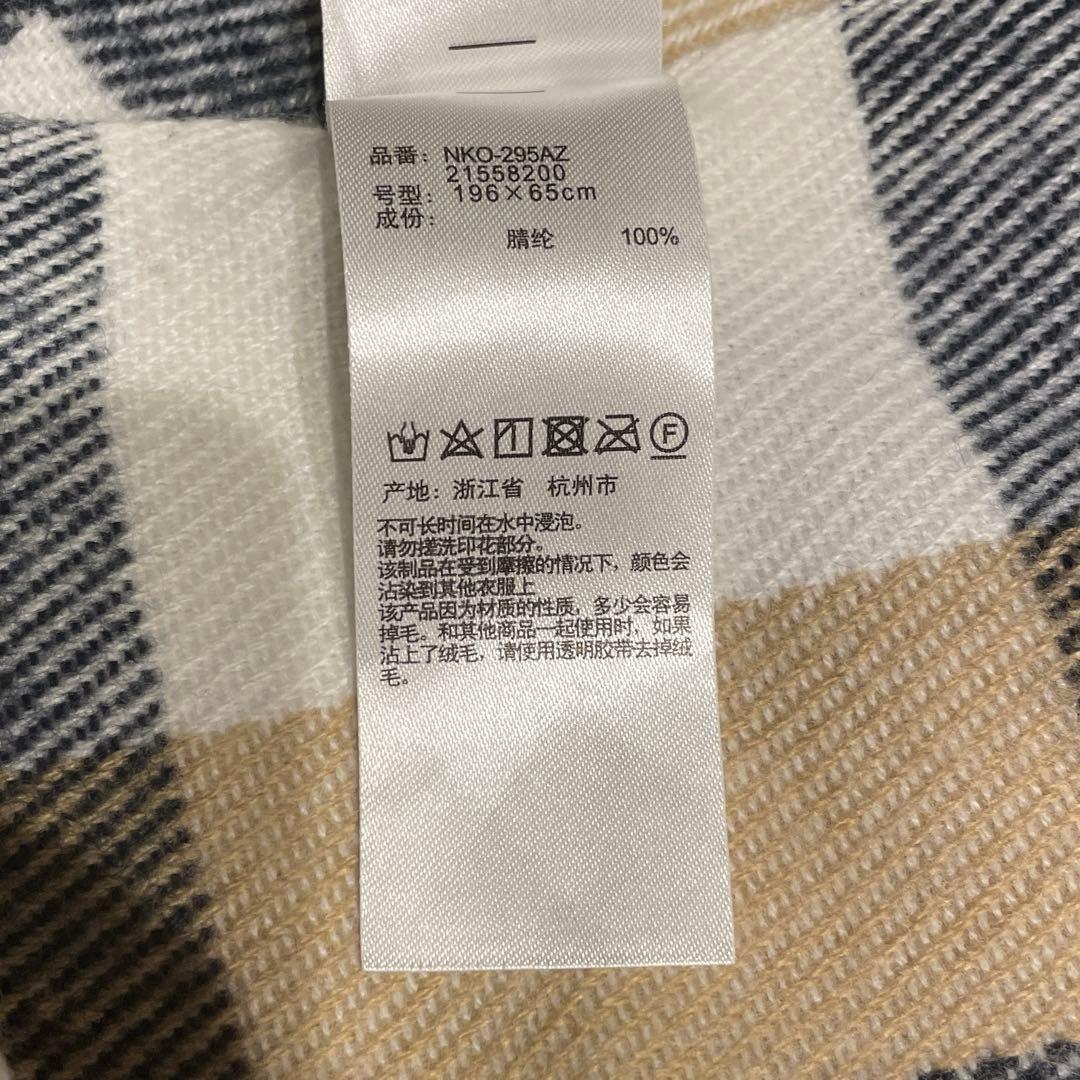 品番：NKO-295AZ
21558200
号型：196×65cm
成份：
腈纶 100%
F
产地：浙江省 杭州市
不可长时间在水中浸泡。
请勿搓洗印花部分。
该制品在受到摩擦的情况下，颜色会
沾染到其他衣服上
该产品因为材质的性质，多少会容易
掉毛。和其他商品一起使用时，如果
沾上了绒毛，请使用透明胶带去掉绒
毛。